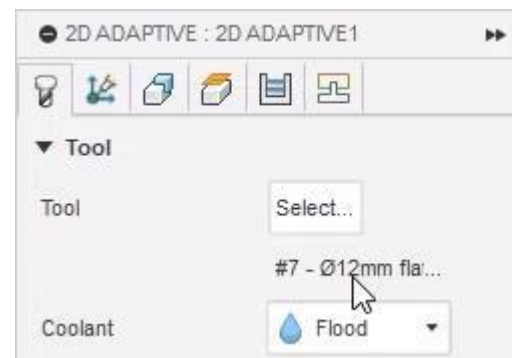 2D ADAPTIVE : 2D ADAPTIVE1
Tool
Tool Select...
#7 - Ø12mm fla...
Coolant Flood